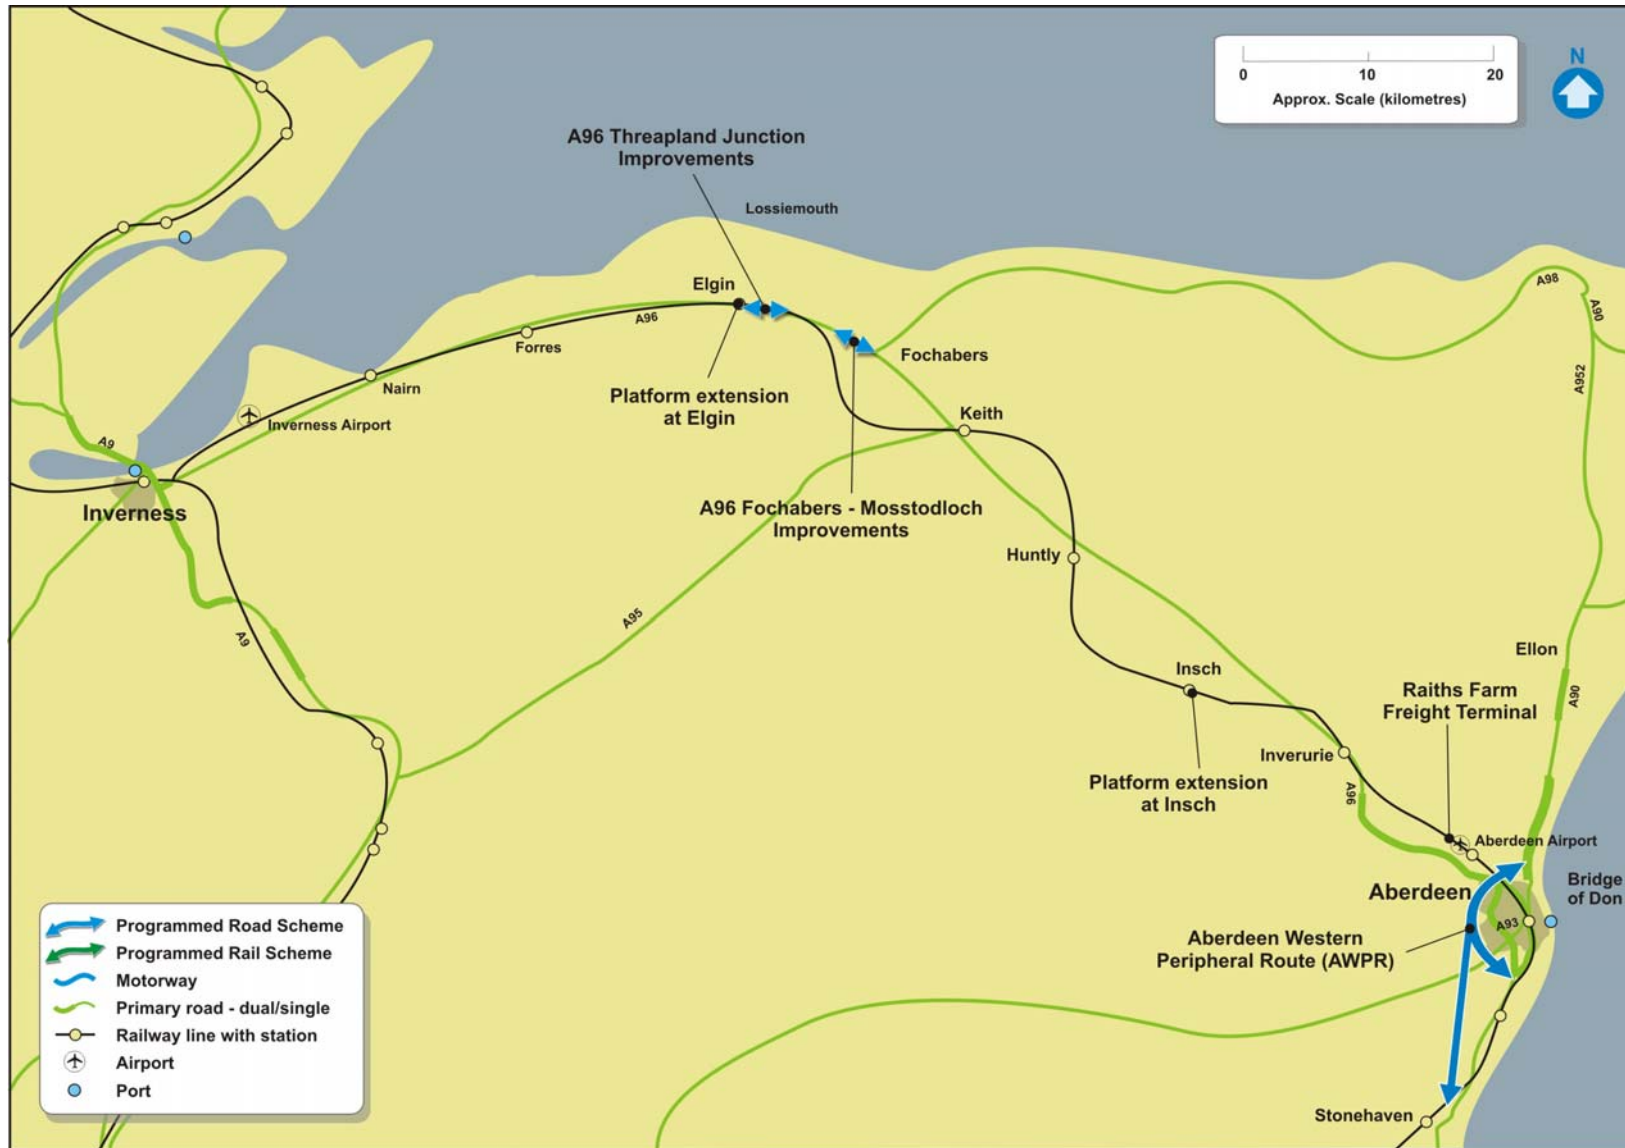 N
0 10 20
Approx. Scale (kilometres)
A96 Threapland Junction
Improvements
Lossiemouth
Elgin
A96
Forres
Nairn
Inverness Airport
A9
Inverness
Platform extension
at Elgin
Fochabers
Keith
A96 Fochabers - Mosstodloch
Improvements
A98
A90
A952
Huntly
A95
A9
Ellon
A90
Insch
Raiths Farm
Freight Terminal
Inverurie
Platform extension
at Insch
A96
Aberdeen Airport
Aberdeen
Bridge
of Don
A93
Aberdeen Western
Peripheral Route (AWPR)
Stonehaven
Programmed Road Scheme
Programmed Rail Scheme
Motorway
Primary road - dual/single
Railway line with station
Airport
Port